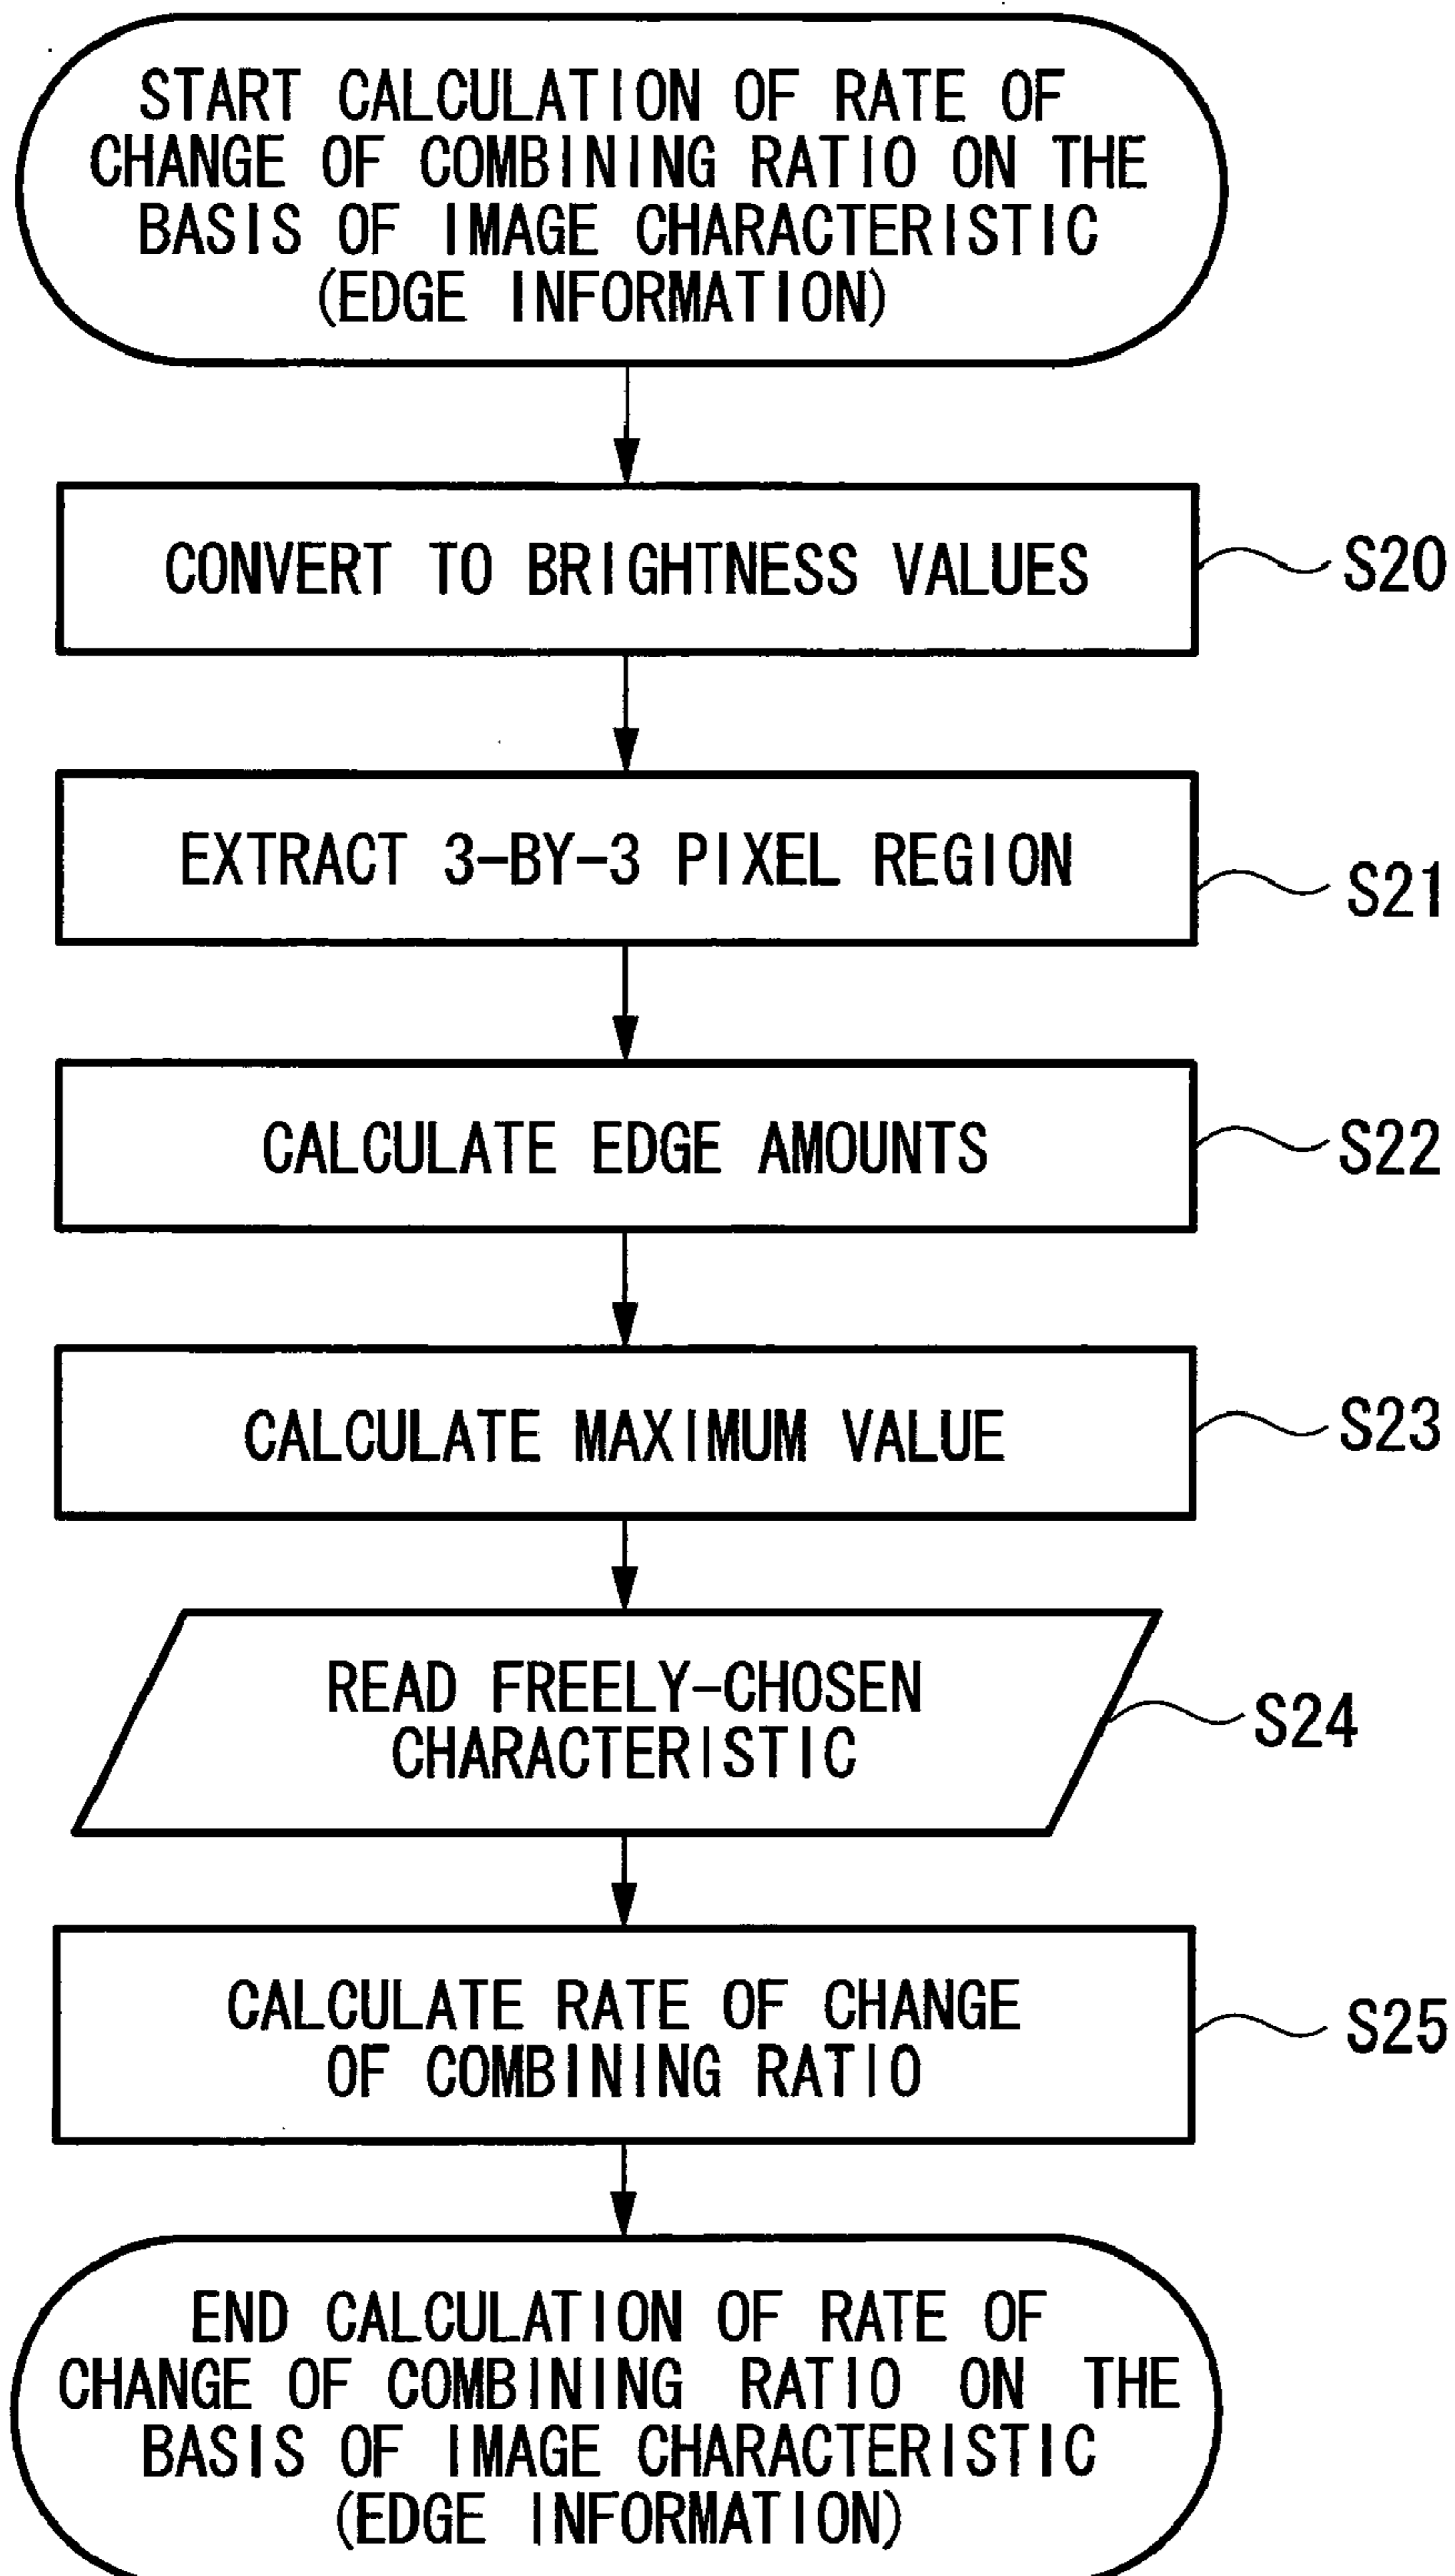 START CALCULATION OF RATE OF
CHANGE OF COMBINING RATIO ON THE
BASIS OF IMAGE CHARACTERISTIC
(EDGE INFORMATION)
CONVERT TO BRIGHTNESS VALUES
S20
EXTRACT 3-BY-3 PIXEL REGION
S21
CALCULATE EDGE AMOUNTS
S22
CALCULATE MAXIMUM VALUE
S23
READ FREELY-CHOSEN
CHARACTERISTIC
S24
CALCULATE RATE OF CHANGE
OF COMBINING RATIO
S25
END CALCULATION OF RATE OF
CHANGE OF COMBINING RATIO ON THE
BASIS OF IMAGE CHARACTERISTIC
(EDGE INFORMATION)